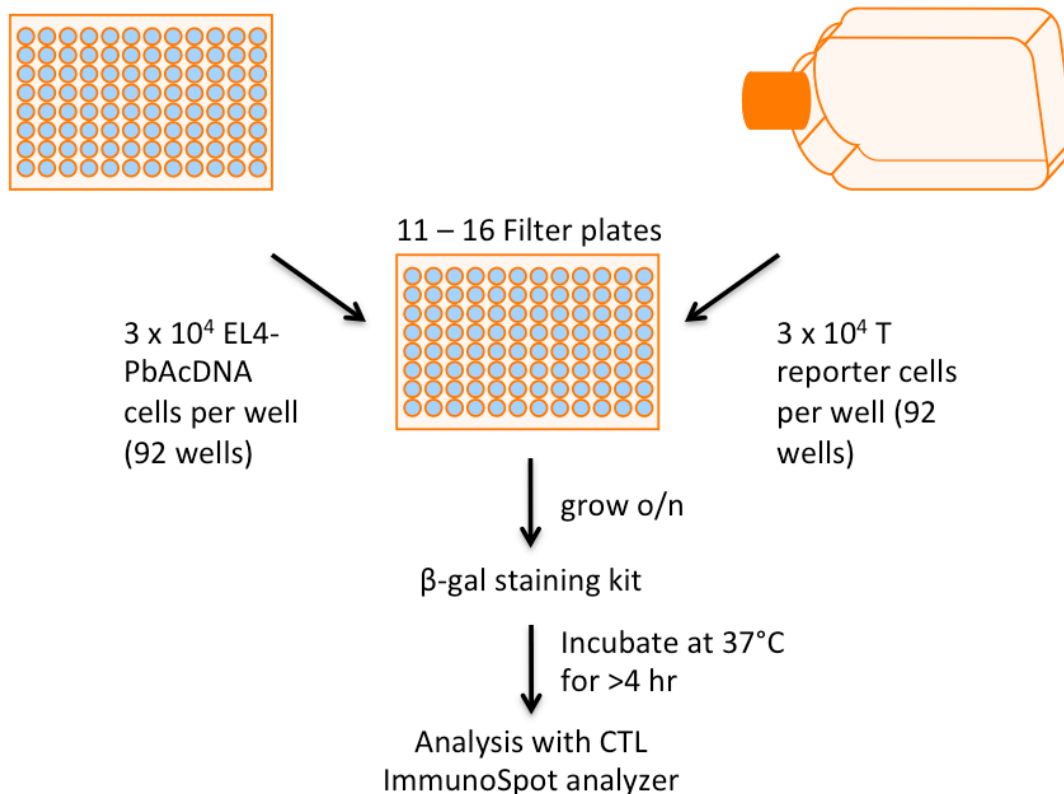 11 – 16 Filter plates
3 x 10⁴ EL4-
PbAcDNA
cells per well
(92 wells)
3 x 10⁴ T
reporter cells
per well (92
wells)
grow o/n
β-gal staining kit
Incubate at 37°C
for >4 hr
Analysis with CTL
ImmunoSpot analyzer